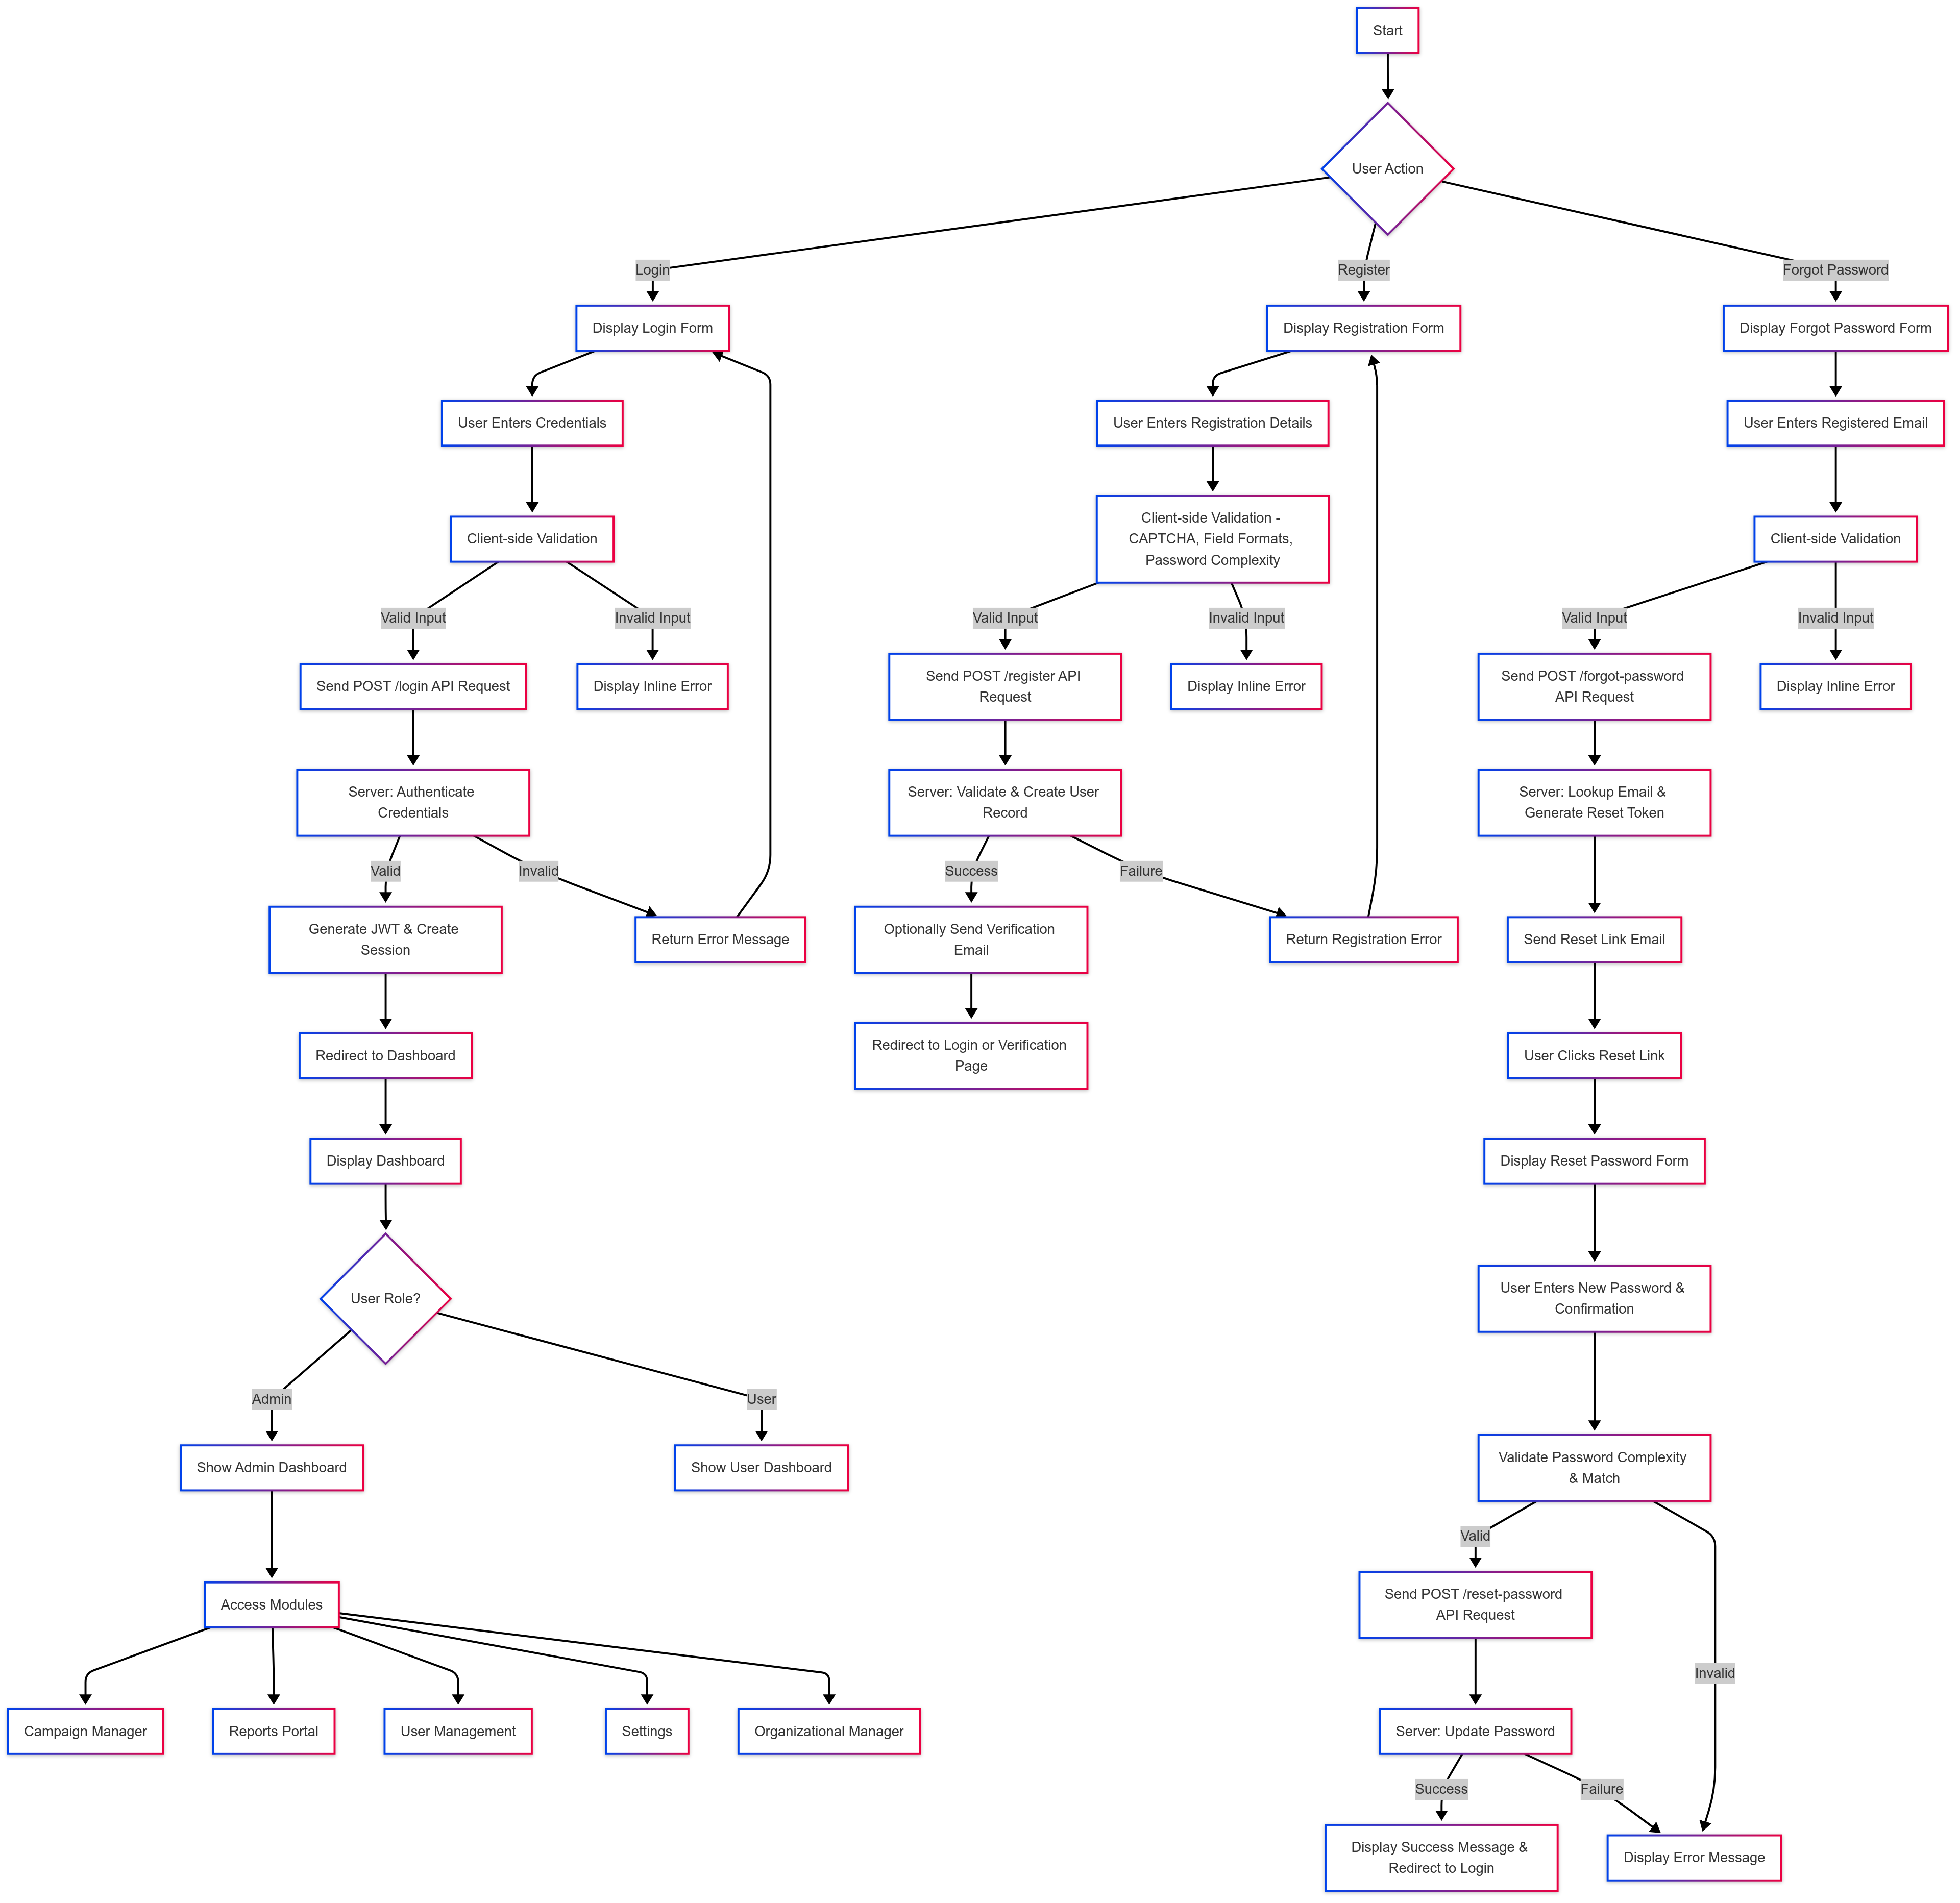 Start
User Action
Login
Register
Forgot Password
Display Login Form
Display Registration Form
Display Forgot Password Form
User Enters Credentials
User Enters Registration Details
User Enters Registered Email
Client-side Validation
Client-side Validation -
CAPTCHA, Field Formats,
Password Complexity
Client-side Validation
Valid Input
Invalid Input
Valid Input
Invalid Input
Valid Input
Invalid Input
Send POST /login API Request
Display Inline Error
Send POST /register API
Request
Display Inline Error
Send POST /forgot-password
API Request
Display Inline Error
Server: Authenticate
Credentials
Server: Validate & Create User
Record
Server: Lookup Email &
Generate Reset Token
Valid
Invalid
Success
Failure
Generate JWT & Create
Session
Return Error Message
Optionally Send Verification
Email
Return Registration Error
Send Reset Link Email
Redirect to Dashboard
Redirect to Login or Verification
Page
User Clicks Reset Link
Display Dashboard
Display Reset Password Form
User Role?
User Enters New Password &
Confirmation
Admin
User
Show Admin Dashboard
Show User Dashboard
Validate Password Complexity
& Match
Valid
Access Modules
Send POST /reset-password
API Request
Invalid
Campaign Manager
Reports Portal
User Management
Settings
Organizational Manager
Server: Update Password
Success
Failure
Display Success Message &
Redirect to Login
Display Error Message